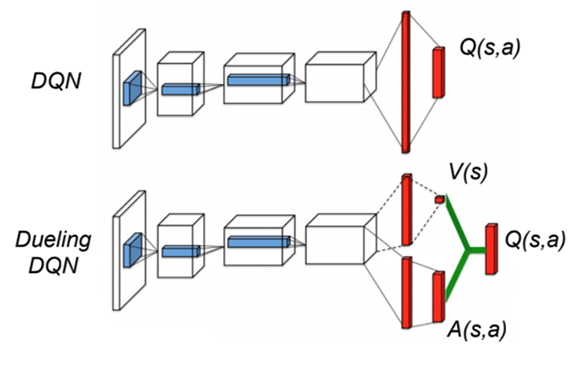 DQN
Q(s,a)
V(s)
Dueling
DQN
Q(s,a)
A(s,a)